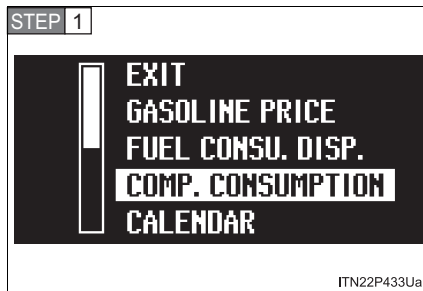 STEP 1
EXIT
GASOLINE PRICE
FUEL CONSU. DISP.
COMP. CONSUMPTION
CALENDAR
ITN22P433Ua